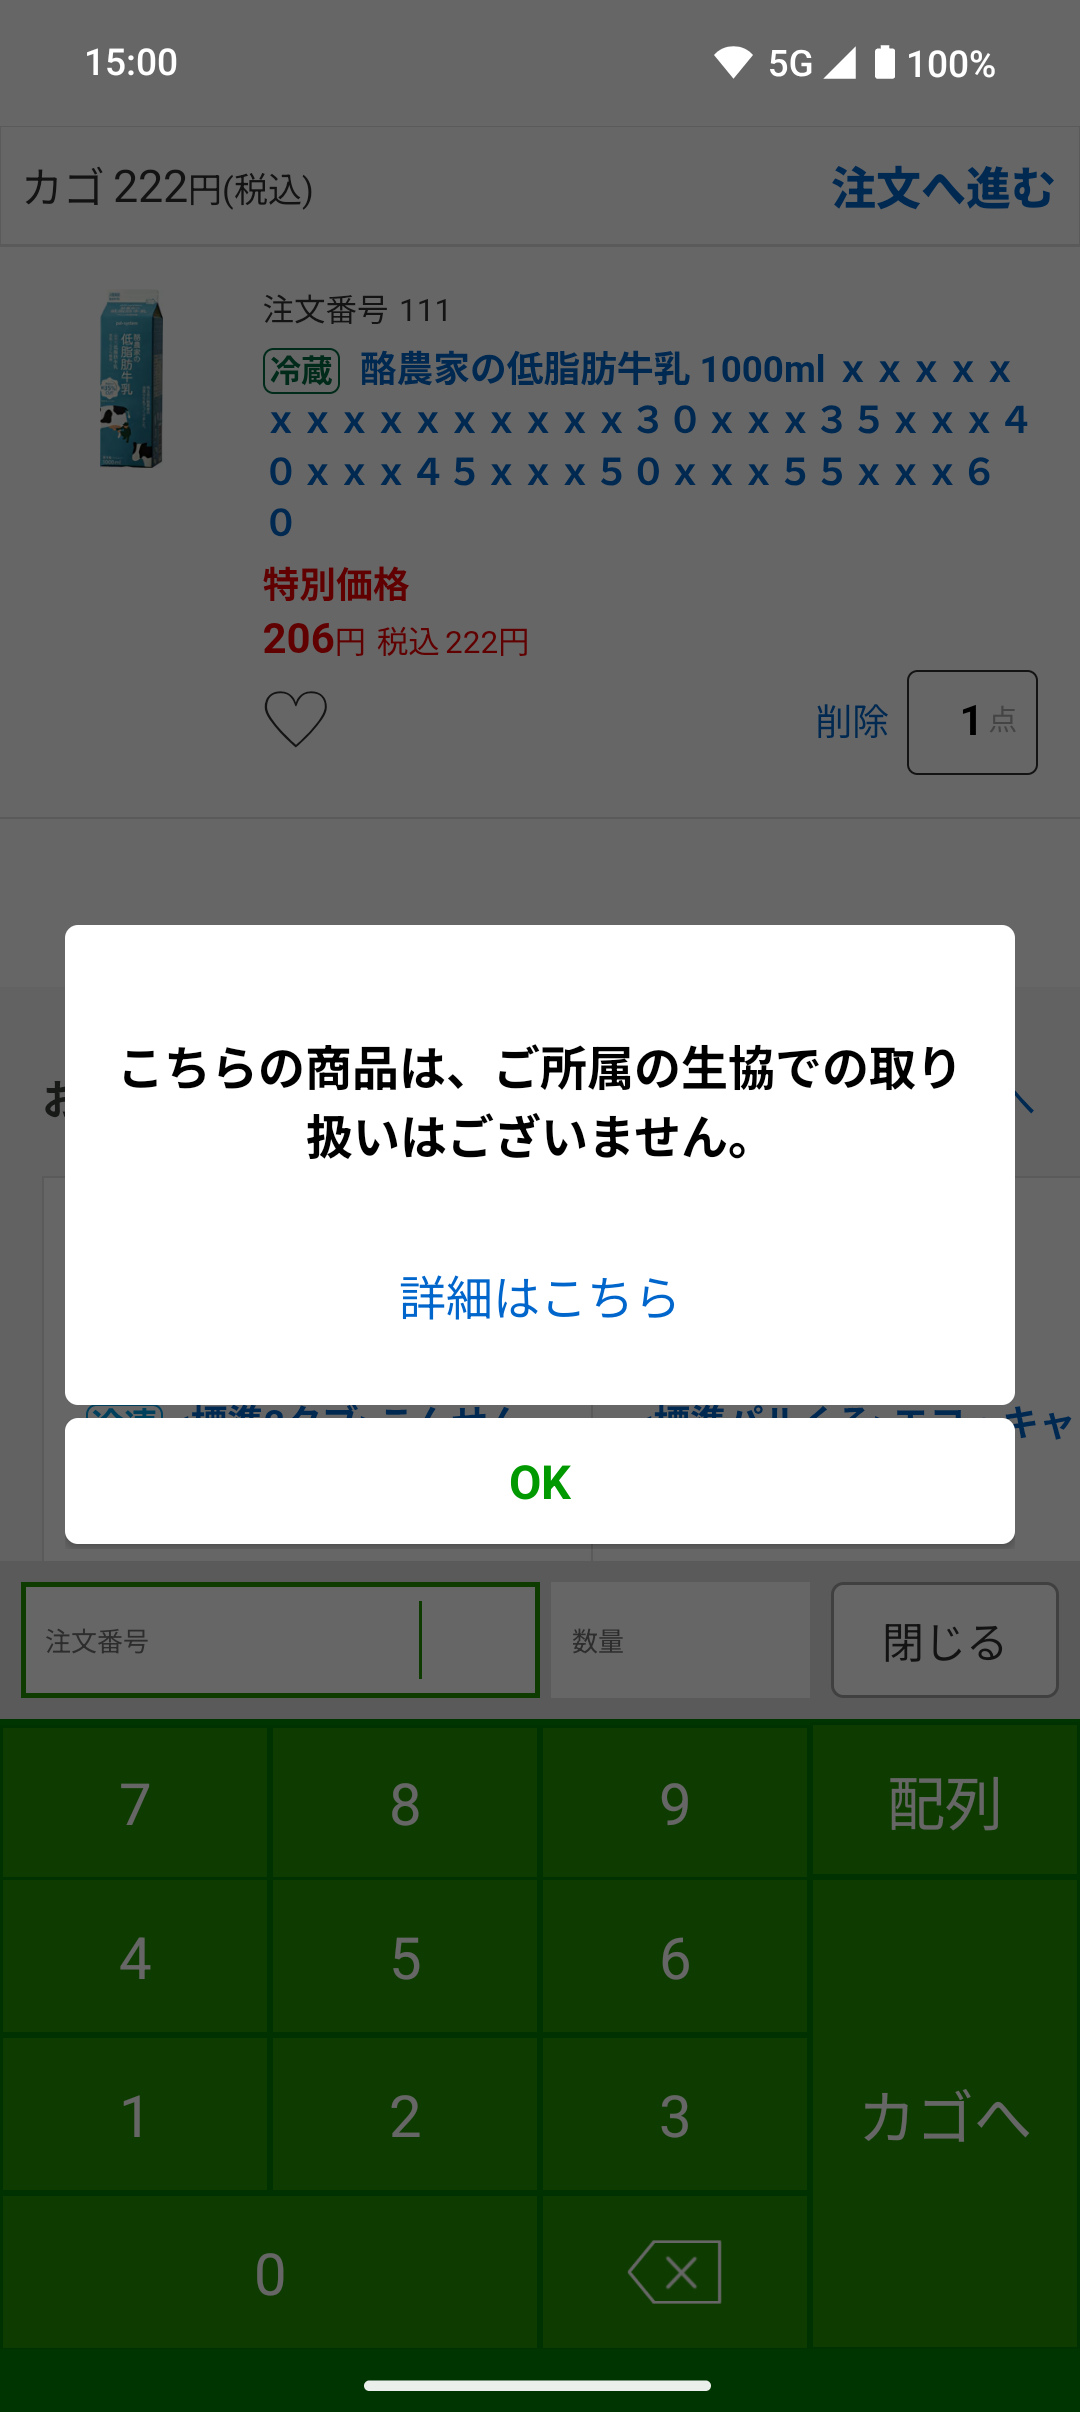 15:00
5G 100%
カゴ 222円(税込)
注文へ進む
注文番号 111
冷蔵 酪農家の低脂肪牛乳 1000ml ｘｘｘｘｘ
ｘｘｘｘｘｘｘｘｘｘ３０ｘｘｘ３５ｘｘｘ４
０ｘｘｘ４５ｘｘｘ５０ｘｘｘ５５ｘｘｘ６
０
特別価格
206円 税込 222円
削除
1 点
こちらの商品は、ご所属の生協での取り
扱いはございません。
詳細はこちら
OK
注文番号
数量
閉じる
7 8 9 配列
4 5 6
1 2 3 カゴへ
0